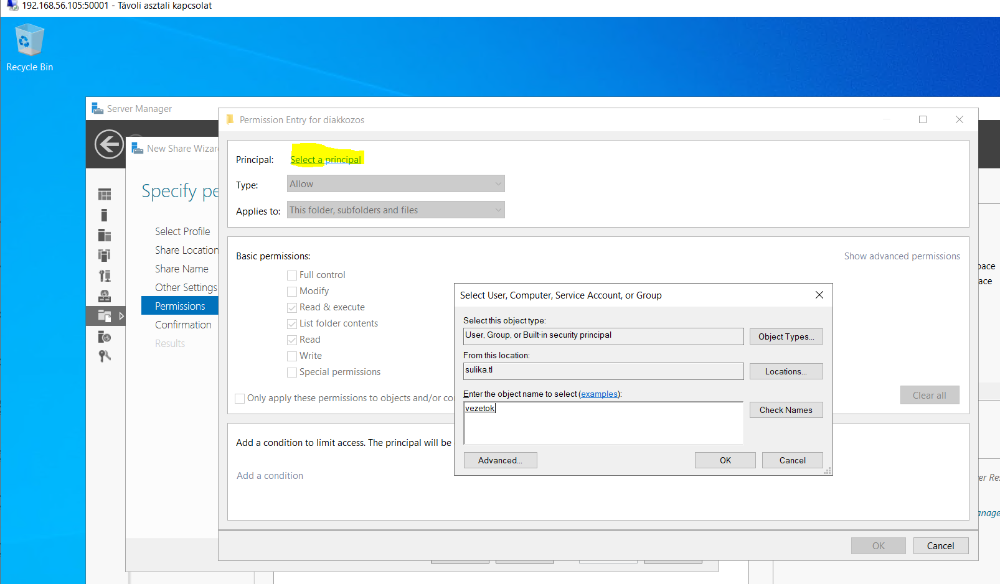 192.168.56.105:50001 - Távoli asztali kapcsolat
Recycle Bin
Server Manager
New Share Wizard
Specify pe
Select Profile
Share Location
Share Name
Other Settings
Permissions
Confirmation
Results
Permission Entry for diakkozos
Principal: Select a principal
Type: Allow
Applies to: This folder, subfolders and files
Basic permissions:
Show advanced permissions
Full control
Modify
Read & execute
List folder contents
Read
Write
Special permissions
Only apply these permissions to objects and/or co
Clear all
Add a condition to limit access. The principal will be
Add a condition
OK
Cancel
Select User, Computer, Service Account, or Group
Select this object type:
User, Group, or Built-in security principal
Object Types...
From this location:
sulika.tl
Locations...
Enter the object name to select (examples):
vezetok
Check Names
Advanced...
OK
Cancel
pace
ace
er Re
anage